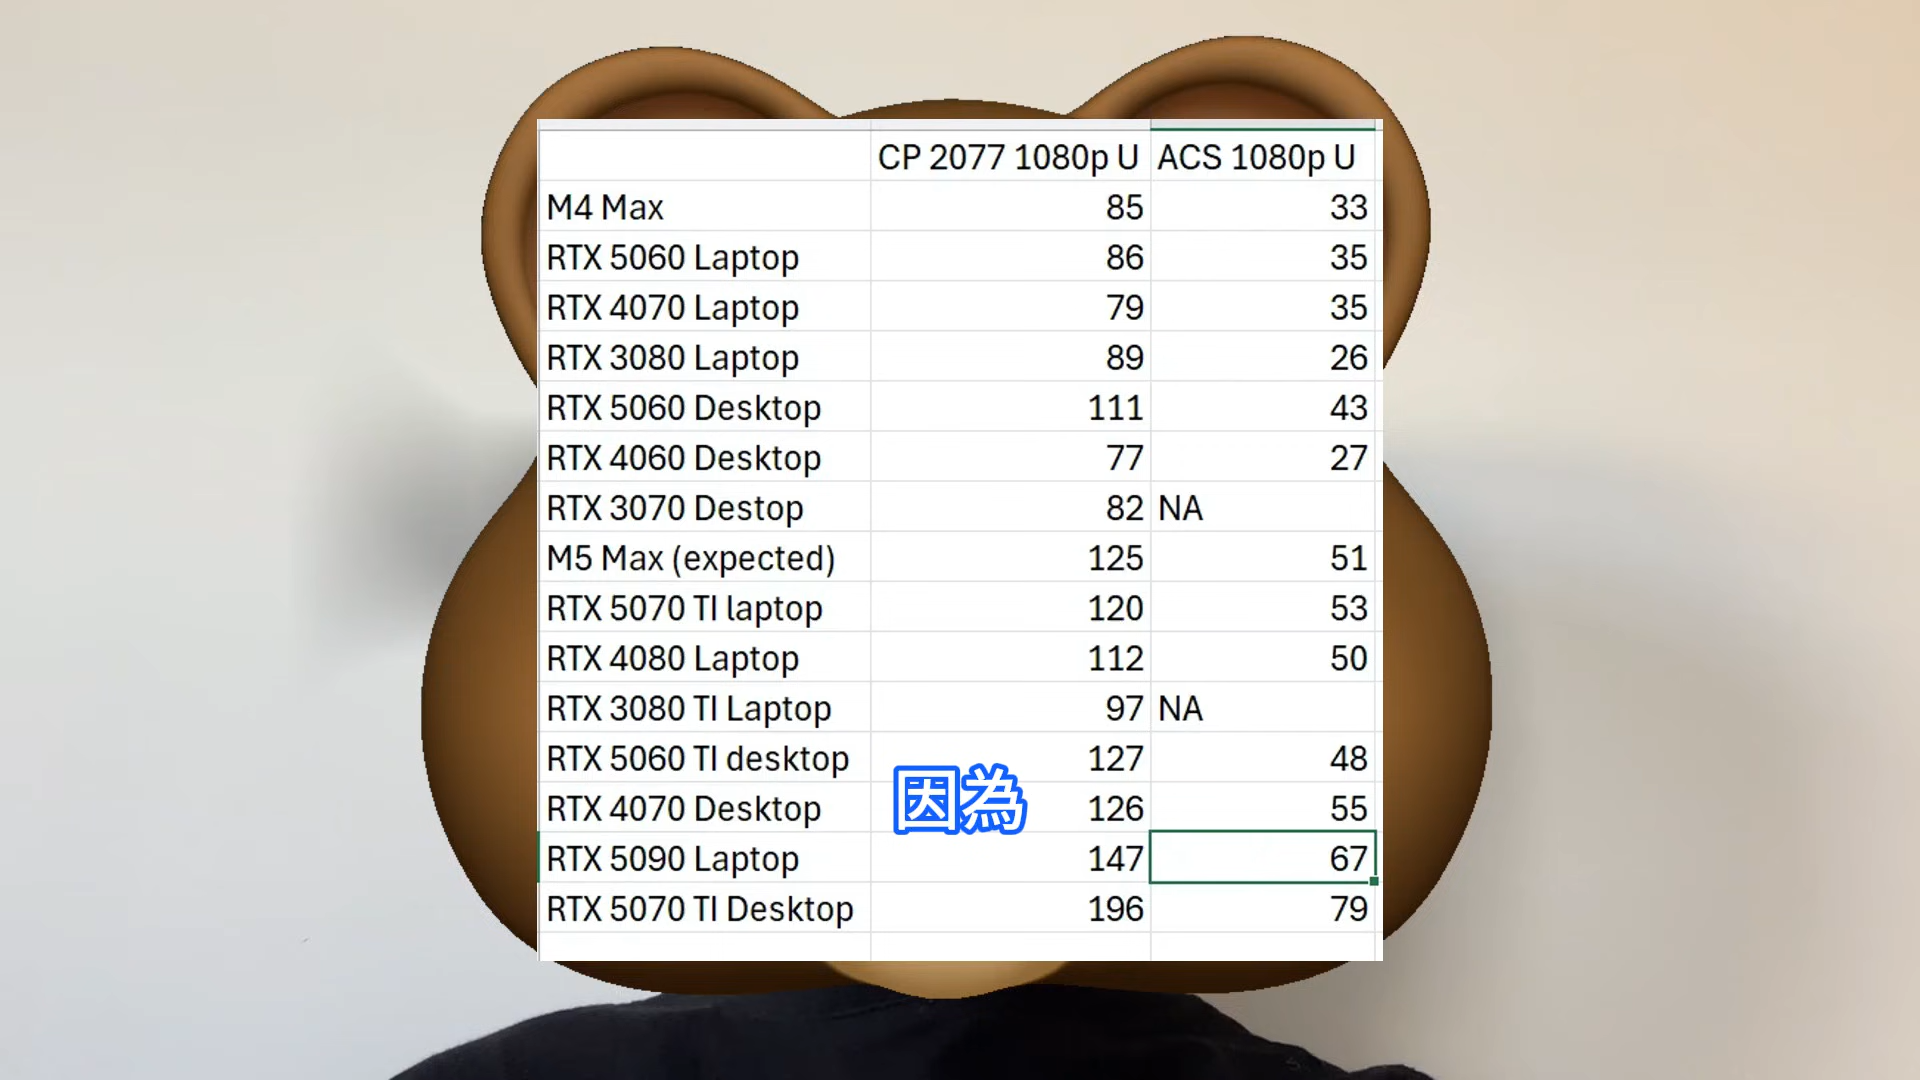 CP 2077 1080p U ACS 1080p U
M4 Max 85 33
RTX 5060 Laptop 86 35
RTX 4070 Laptop 79 35
RTX 3080 Laptop 89 26
RTX 5060 Desktop 111 43
RTX 4060 Desktop 77 27
RTX 3070 Destop 82 NA
M5 Max (expected) 125 51
RTX 5070 TI laptop 120 53
RTX 4080 Laptop 112 50
RTX 3080 TI Laptop 97 NA
RTX 5060 TI desktop 127 48
因為
RTX 4070 Desktop 126 55
RTX 5090 Laptop 147 67
RTX 5070 TI Desktop 196 79